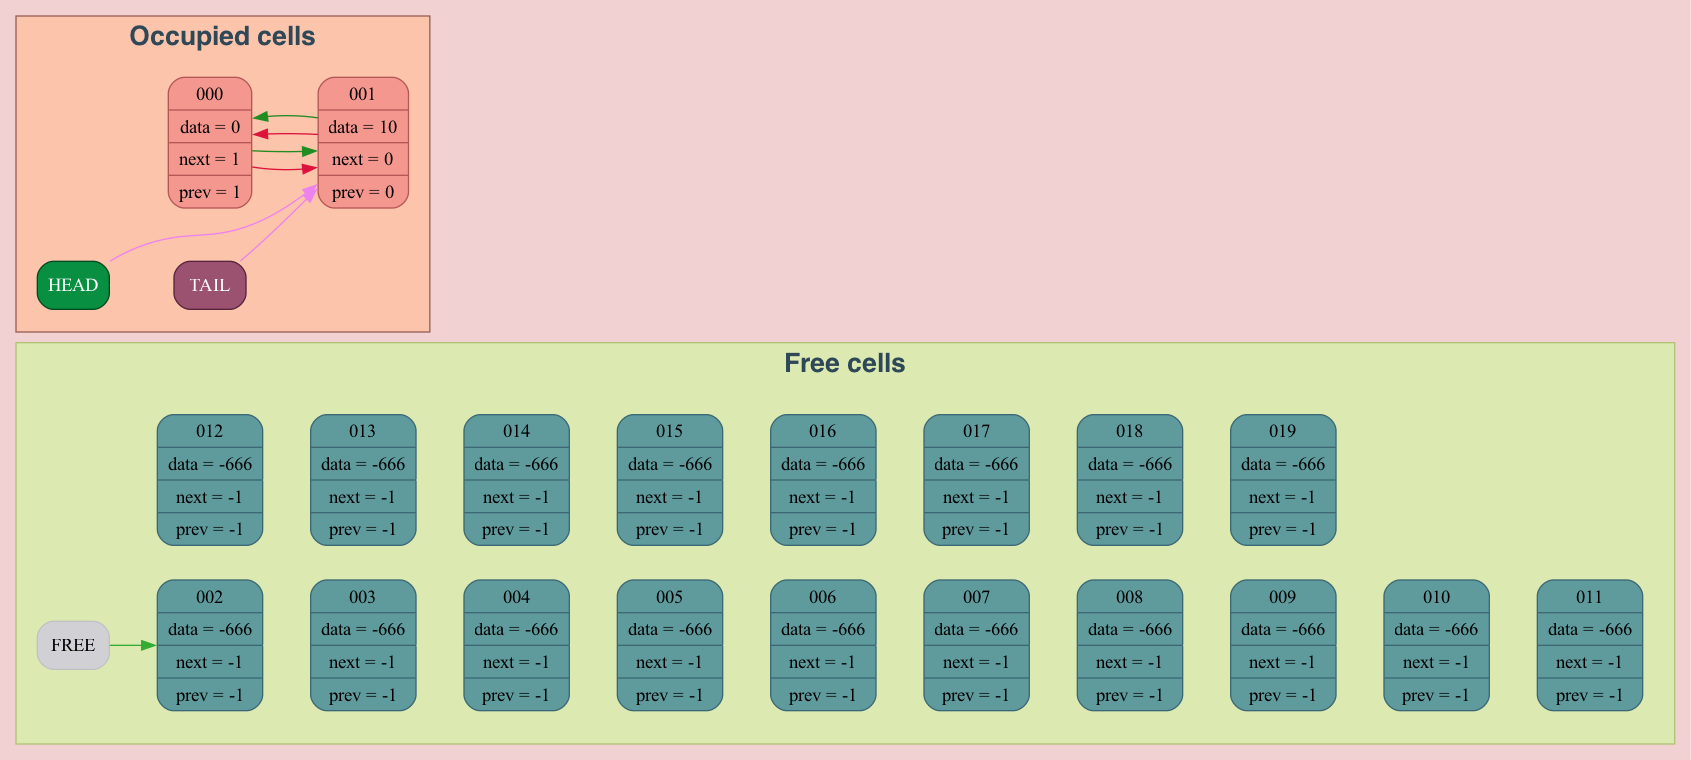 Occupied cells
000
data = 0
next = 1
prev = 1
001
data = 10
next = 0
prev = 0
HEAD
TAIL
Free cells
012
data = -666
next = -1
prev = -1
013
data = -666
next = -1
prev = -1
014
data = -666
next = -1
prev = -1
015
data = -666
next = -1
prev = -1
016
data = -666
next = -1
prev = -1
017
data = -666
next = -1
prev = -1
018
data = -666
next = -1
prev = -1
019
data = -666
next = -1
prev = -1
FREE
002
data = -666
next = -1
prev = -1
003
data = -666
next = -1
prev = -1
004
data = -666
next = -1
prev = -1
005
data = -666
next = -1
prev = -1
006
data = -666
next = -1
prev = -1
007
data = -666
next = -1
prev = -1
008
data = -666
next = -1
prev = -1
009
data = -666
next = -1
prev = -1
010
data = -666
next = -1
prev = -1
011
data = -666
next = -1
prev = -1